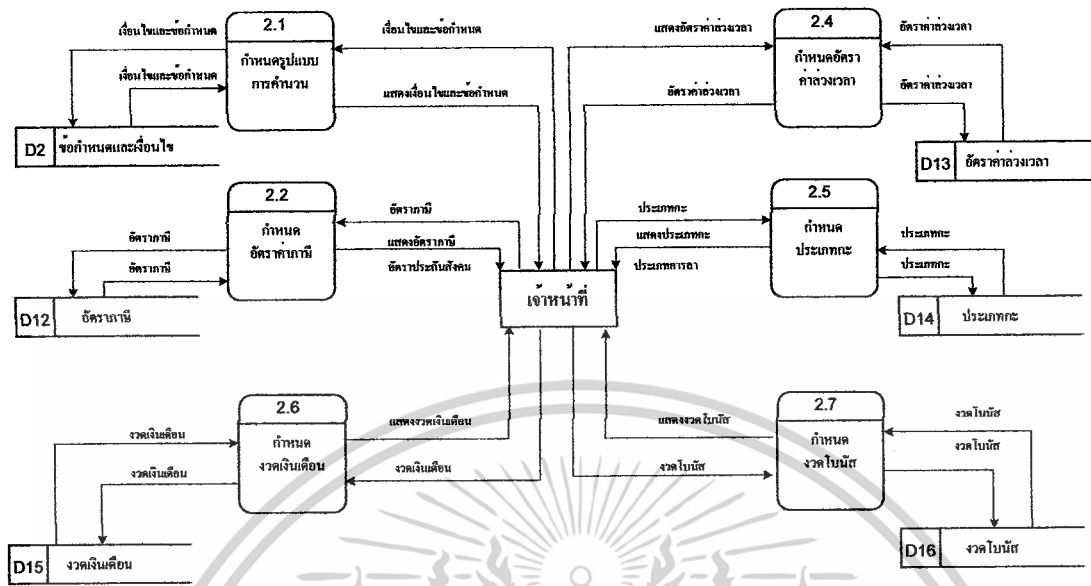 2.1
กำหนดรูปแบบ
การคำนวน
เงื่อนไขและข้อกำหนด
เงื่อนไขและข้อกำหนด
เงื่อนไขและข้อกำหนด
แสดงเงื่อนไขและข้อกำหนด
D2 ข้อกำหนดและเงื่อนไข
2.4
กำหนดอัตรา
ค่าล่วงเวลา
แสดงอัตราค่าล่วงเวลา
อัตราค่าล่วงเวลา
อัตราค่าล่วงเวลา
อัตราค่าล่วงเวลา
D13 อัตราค่าล่วงเวลา
2.2
กำหนด
อัตราค่าภาษี
อัตราภาษี
อัตราภาษี
อัตราภาษี
แสดงอัตราภาษี
อัตราประกันสังคม
D12 อัตราภาษี
2.5
กำหนด
ประเภทกะ
ประเภทกะ
แสดงประเภทกะ
ประเภทการลา
ประเภทกะ
ประเภทกะ
D14 ประเภทกะ
เจ้าหน้าที่
2.6
กำหนด
งวดเงินเดือน
งวดเงินเดือน
งวดเงินเดือน
แสดงงวดเงินเดือน
งวดเงินเดือน
D15 งวดเงินเดือน
2.7
กำหนด
งวดโบนัส
แสดงงวดโบนัส
งวดโบนัส
งวดโบนัส
งวดโบนัส
D16 งวดโบนัส